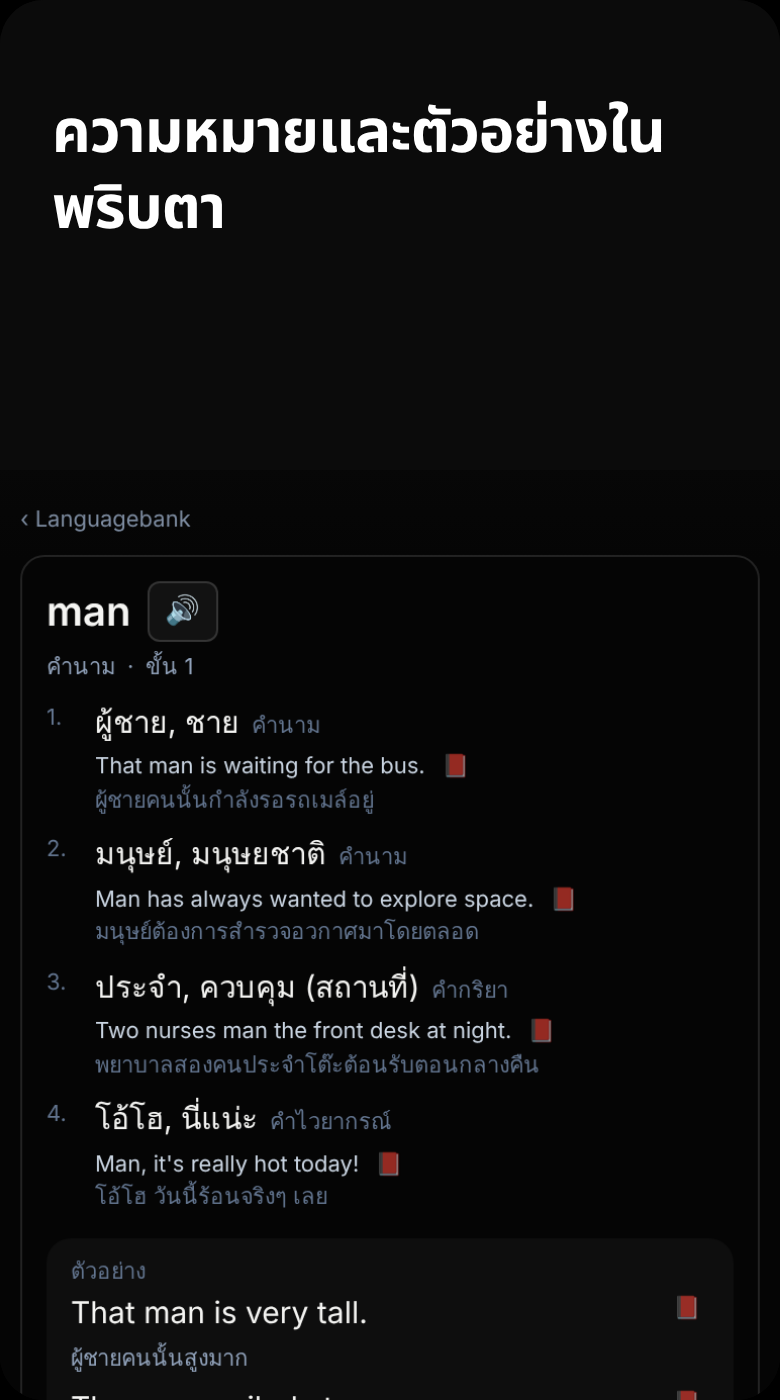 ความหมายและตัวอย่างใน
พริบตา
‹ Languagebank
man
คำนาม · ขั้น 1
1. ผู้ชาย, ชาย คำนาม
That man is waiting for the bus.
ผู้ชายคนนั้นกำลังรอรถเมล์อยู่
2. มนุษย์, มนุษยชาติ คำนาม
Man has always wanted to explore space.
มนุษย์ต้องการสำรวจอวกาศมาโดยตลอด
3. ประจำ, ควบคุม (สถานที่) คำกริยา
Two nurses man the front desk at night.
พยาบาลสองคนประจำโต๊ะต้อนรับตอนกลางคืน
4. โอ้โฮ, นี่แน่ะ คำไวยากรณ์
Man, it's really hot today!
โอ้โฮ วันนี้ร้อนจริงๆ เลย
ตัวอย่าง
That man is very tall.
ผู้ชายคนนั้นสูงมาก